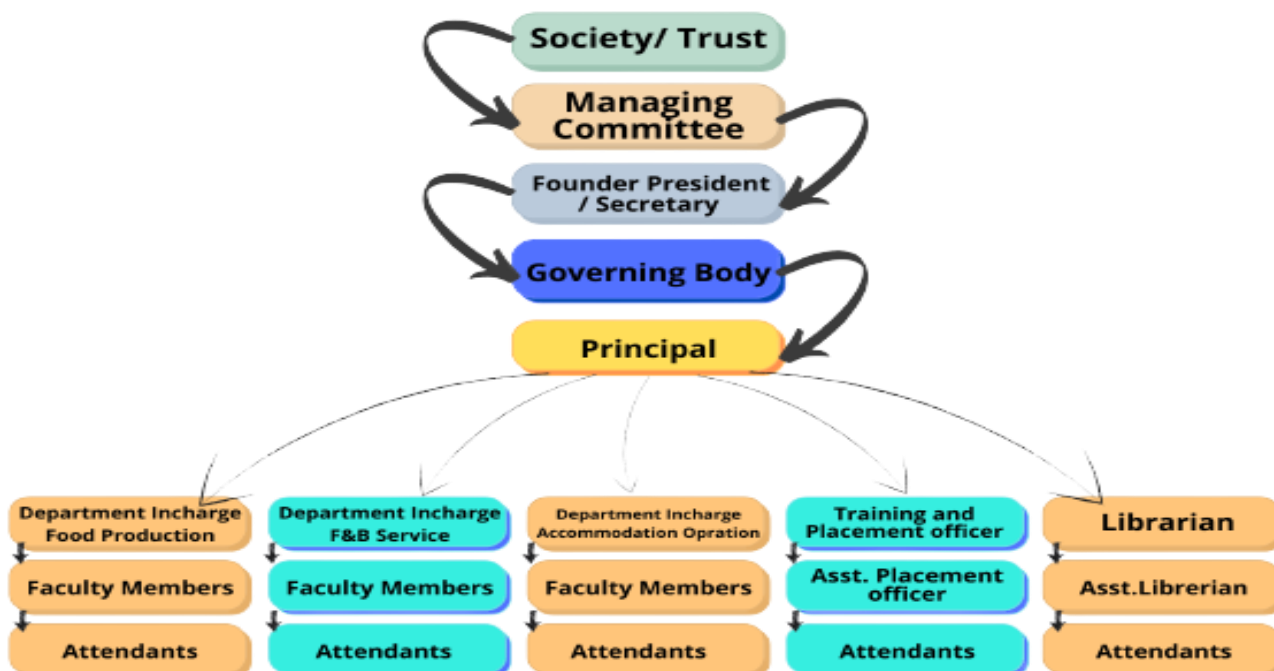 Society/ Trust
Managing
Committee
Founder President
/ Secretary
Governing Body
Principal
Department Incharge
Food Production
Faculty Members
Attendants
Department Incharge
F&B Service
Faculty Members
Attendants
Department Incharge
Accommodation Opration
Faculty Members
Attendants
Training and
Placement officer
Asst. Placement
officer
Attendants
Librarian
Asst.Librerian
Attendants